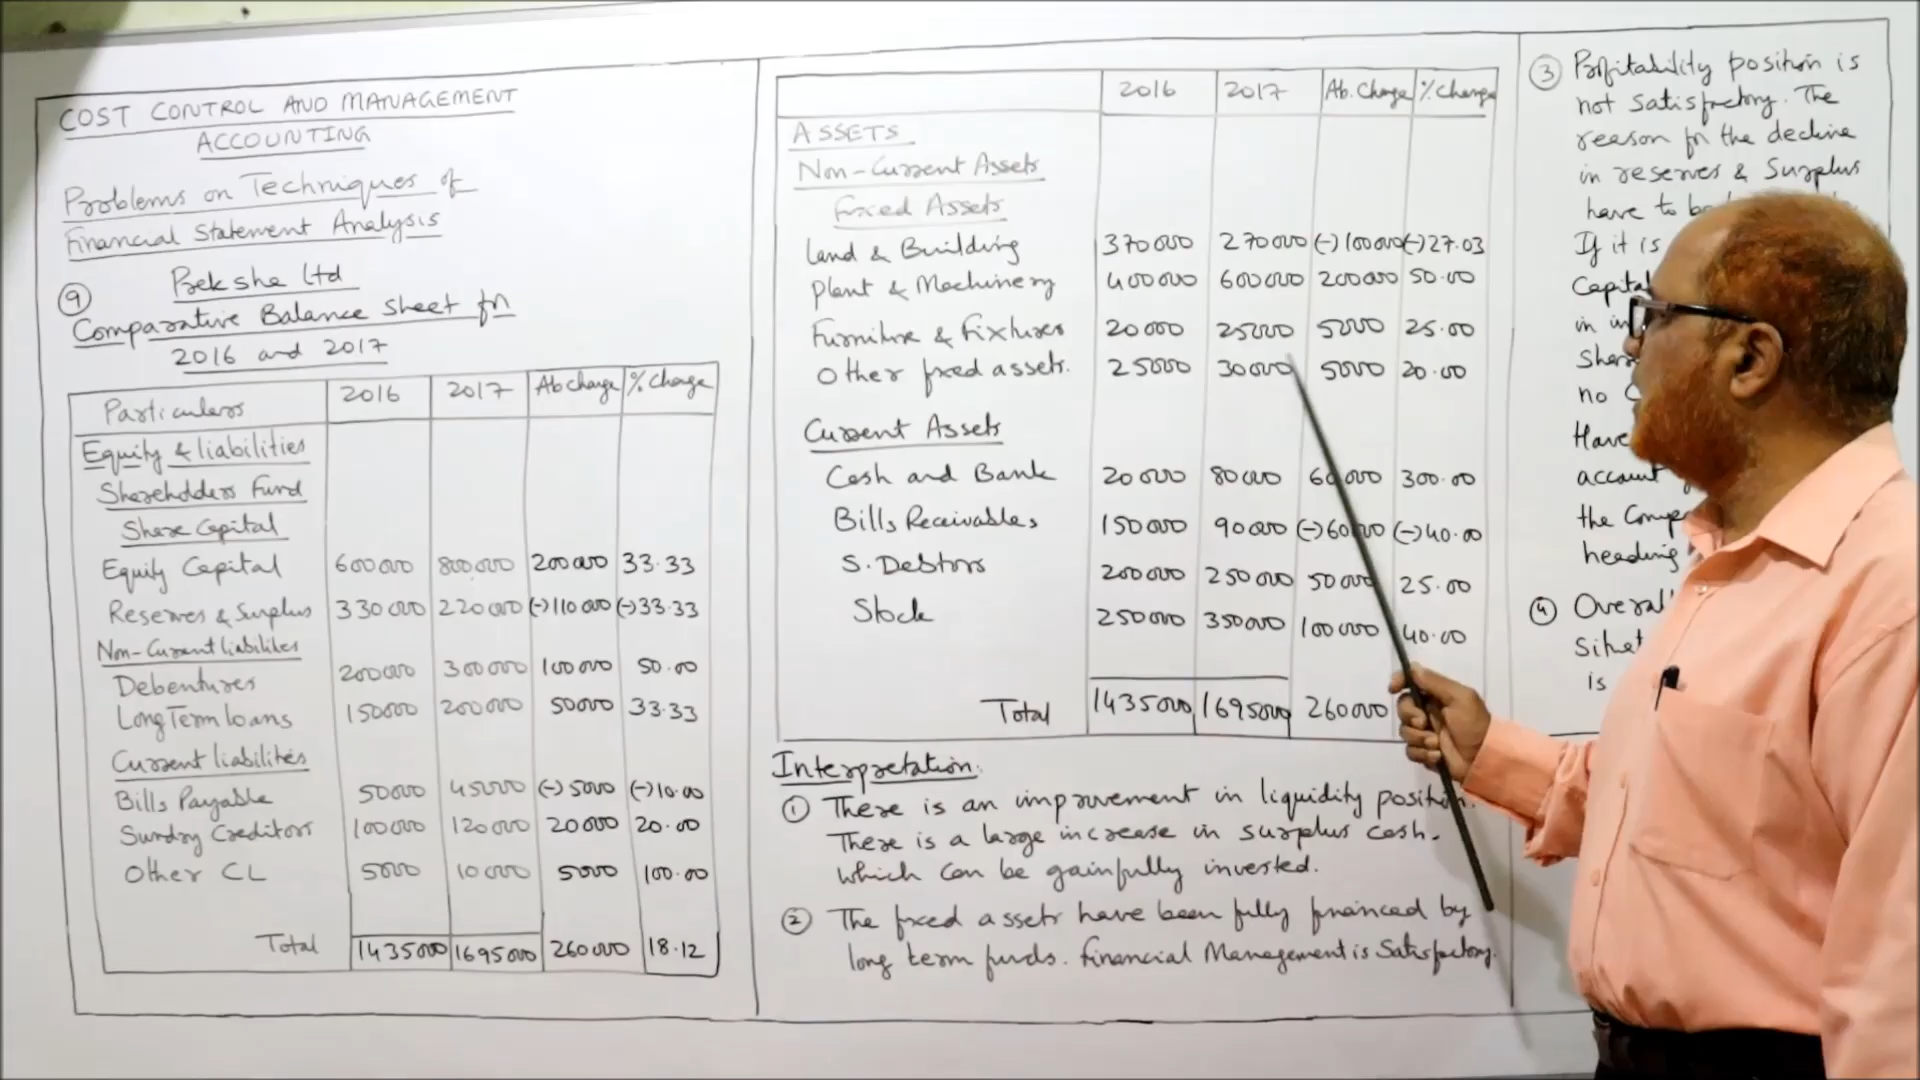 COST CONTROL AND MANAGEMENT
ACCOUNTING
Problems on Techniques of
Financial Statement Analysis
9 Preksha Ltd
Comparative Balance Sheet for
2016 and 2017
Particulars 2016 2017 Ab change % Change
Equity & liabilities
Shareholders Fund
Share Capital
Equity Capital 600000 800000 200000 33.33
Reserves & Surplus 330000 220000 (-) 110000 (-) 33.33
Non-Current liabilites
Debentures 200000 300000 100000 50.00
Long Term loans 150000 200000 50000 33.33
Current liabilities
Bills Payable 50000 45000 (-) 5000 (-) 10.00
Sundry Creditors 100000 120000 20000 20.00
Other CL 5000 10000 5000 100.00
Total 1435000 1695000 260000 18.12
2016 2017 Ab. Change % Change
ASSETS
Non-Current Assets
Fixed Assets
Land & Building 370000 270000 (-) 100000 (-) 27.03
Plant & Machinery 400000 600000 200000 50.00
Furniture & Fixtures 20000 25000 5000 25.00
Other fixed assets. 25000 30000 5000 20.00
Current Assets
Cash and Bank 20000 80000 60000 300.00
Bills Receivables 150000 90000 (-) 60000 (-) 40.00
S. Debtors 200000 250000 50000 25.00
Stock 250000 350000 100000 40.00
Total 1435000 1695000 260000
Interpretation.
1 There is an improvement in liquidity position.
There is a large increase in surplus cash.
which can be gainfully invested.
2 The fixed assets have been fully financed by
long term funds. Financial Management is Satisfactory.
3 Profitability position is
not satisfactory. The
reason for the decline
in reserves & Surplus
have to
If it is
Capital
in
no
Have
account
the
heading
4
is